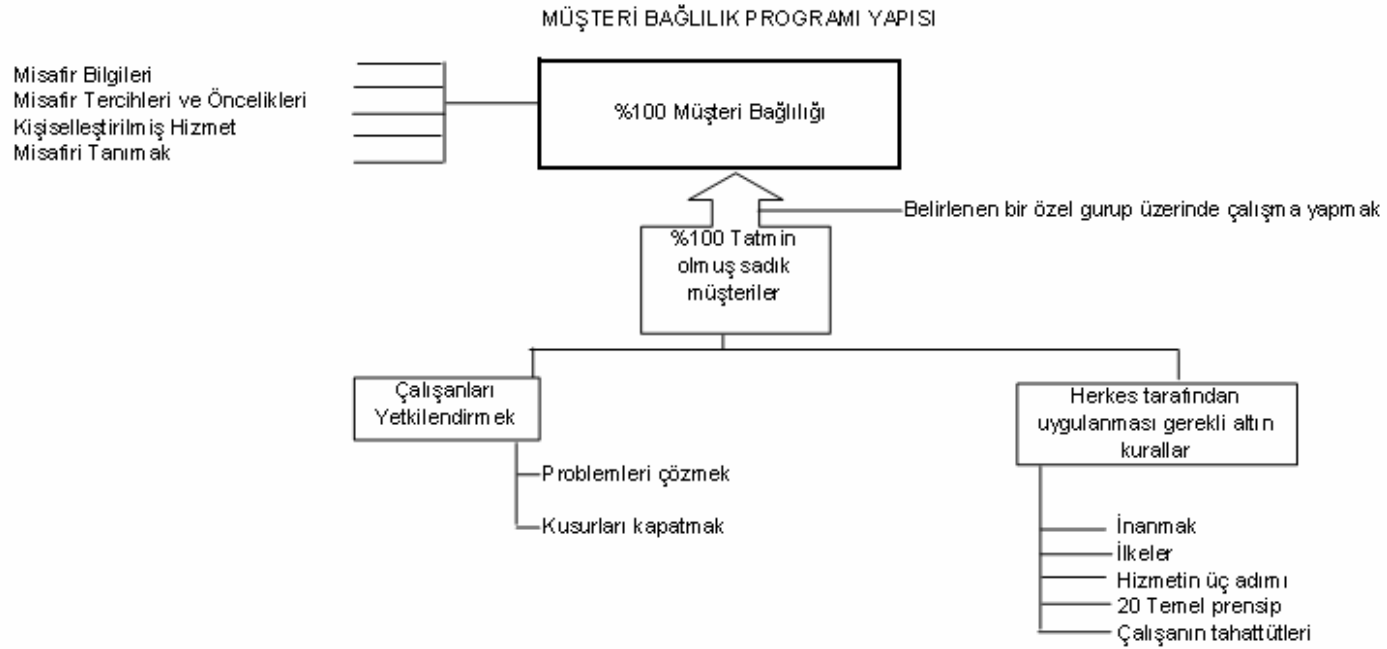 MÜŞTERİ BAĞLILIK PROGRAMI YAPISI
Misafir Bilgileri
Misafir Tercihleri ve Öncelikleri
Kişiselleştirilmiş Hizmet
Misafiri Tanımak
%100 Müşteri Bağlılığı
Belirlenen bir özel gurup üzerinde çalışma yapmak
%100 Tatmin
olmuş sadık
müşteriler
Çalışanları
Yetkilendirmek
Problemleri çözmek
Kusurları kapatmak
Herkes tarafından
uygulanması gerekli altın
kurallar
İnanmak
İlkeler
Hizmetin üç adımı
20 Temel prensip
Çalışanın tahattütleri